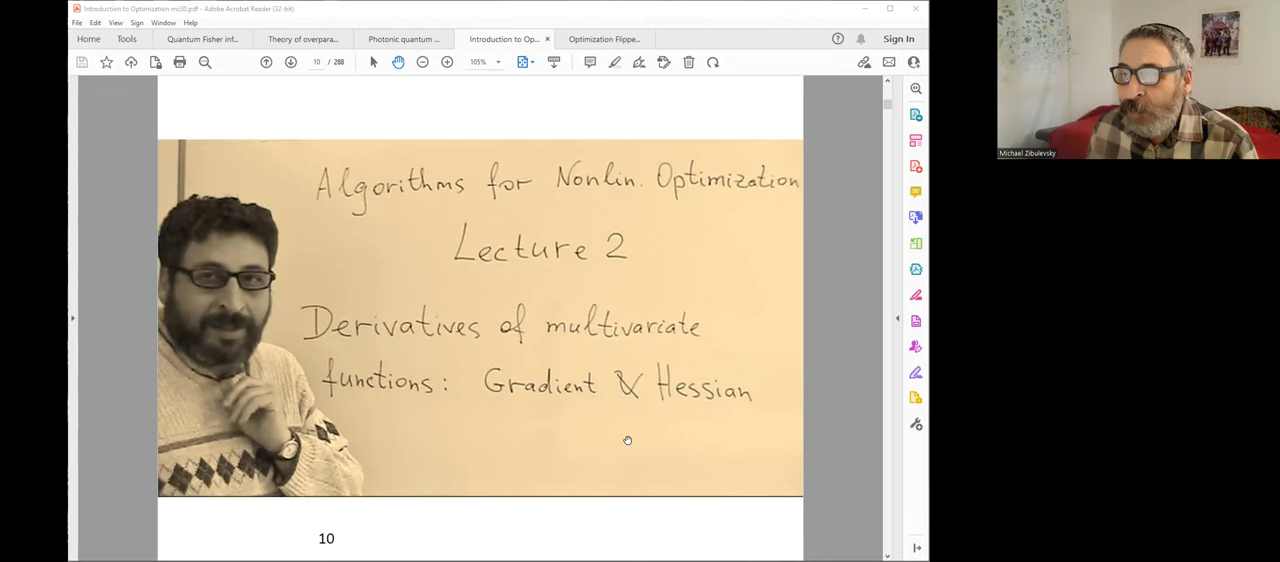 Introduction to Optimization mz30.pdf - Adobe Acrobat Reader (32-bit)
File Edit View Sign Window Help
Home Tools Quantum Fisher inf... Theory of overpara... Photonic quantum ... Introduction to Op... Optimization Flippe... Sign In
10 / 288 105%
Algorithms for Nonlin. Optimization
Lecture 2
Derivatives of multivariate
functions: Gradient & Hessian
10
Michael Zibulevsky